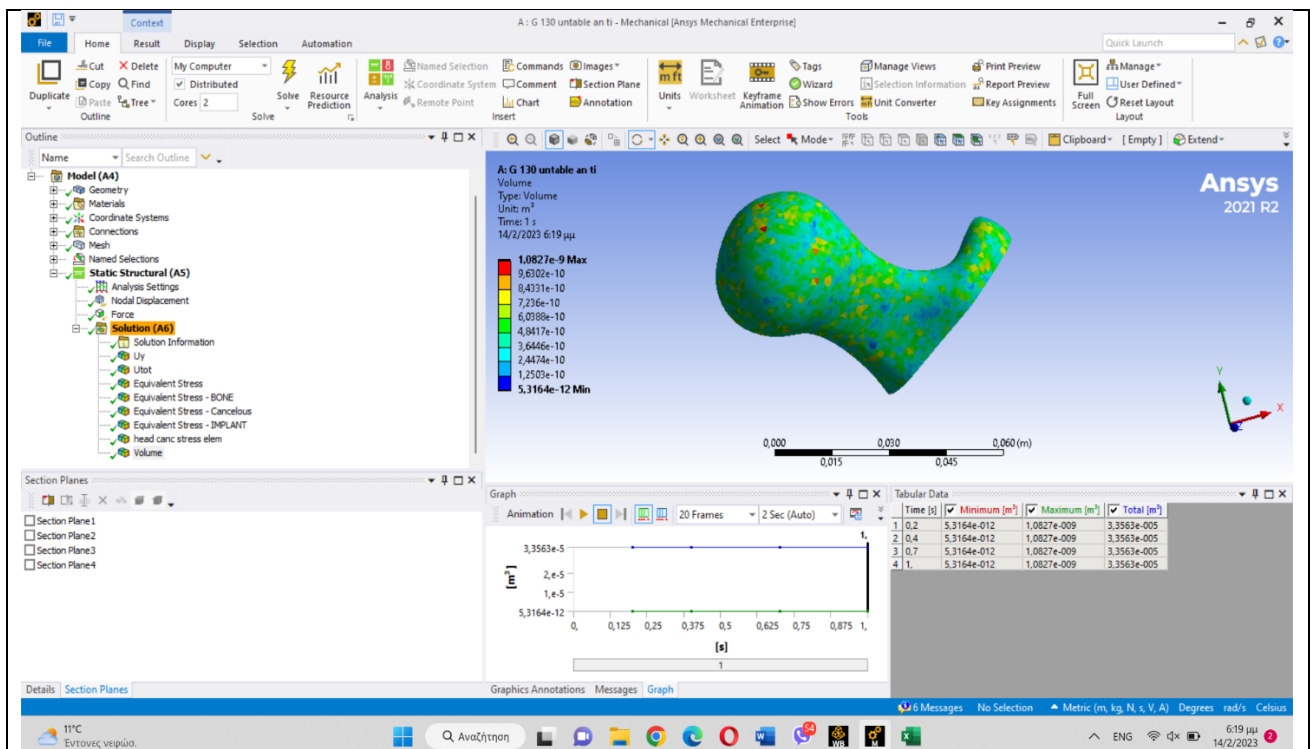 Context
A : G 130 untable an ti - Mechanical [Ansys Mechanical Enterprise]
File Home Result Display Selection Automation
Quick Launch
Duplicate
Cut
Copy
Paste
Delete
Find
Tree
Outline
My Computer
Distributed
Cores 2
Solve
Resource Prediction
Solve
Analysis
Named Selection
Coordinate System
Remote Point
Commands
Comment
Chart
Images
Section Plane
Annotation
Insert
Units
Worksheet
Keyframe Animation
Tags
Wizard
Show Errors
Manage Views
Selection Information
Unit Converter
Print Preview
Report Preview
Key Assignments
Tools
Full Screen
Manage
User Defined
Reset Layout
Layout
Outline
Name Search Outline
Model (A4)
Geometry
Materials
Coordinate Systems
Connections
Mesh
Named Selections
Static Structural (A5)
Analysis Settings
Nodal Displacement
Force
Solution (A6)
Solution Information
Uy
Utot
Equivalent Stress
Equivalent Stress - BONE
Equivalent Stress - Cancelous
Equivalent Stress - IMPLANT
head canc stress elem
Volume
Section Planes
Section Plane1
Section Plane2
Section Plane3
Section Plane4
Details Section Planes
Select Mode Clipboard [ Empty ] Extend
A: G 130 untable an ti
Volume
Type: Volume
Unit: m³
Time: 1 s
14/2/2023 6:19 μμ
1,0827e-9 Max
9,6302e-10
8,4331e-10
7,236e-10
6,0388e-10
4,8417e-10
3,6446e-10
2,4474e-10
1,2503e-10
5,3164e-12 Min
Ansys
2021 R2
Y
X
Z
0,000 0,030 0,060 (m)
0,015 0,045
Graph
Animation 20 Frames 2 Sec (Auto)
1,
3,3563e-5
2,e-5
1,e-5
5,3164e-12
[m³]
0, 0,125 0,25 0,375 0,5 0,625 0,75 0,875 1,
[s]
1
Graphics Annotations Messages Graph
Tabular Data
Time [s] Minimum [m³] Maximum [m³] Total [m³]
1 0,2 5,3164e-012 1,0827e-009 3,3563e-005
2 0,4 5,3164e-012 1,0827e-009 3,3563e-005
3 0,7 5,3164e-012 1,0827e-009 3,3563e-005
4 1, 5,3164e-012 1,0827e-009 3,3563e-005
6 Messages No Selection Metric (m, kg, N, s, V, A) Degrees rad/s Celsius
11°C
Έντονες νεφώσ.
Αναζήτηση
64
WB
M
ENG
6:19 μμ
14/2/2023
2